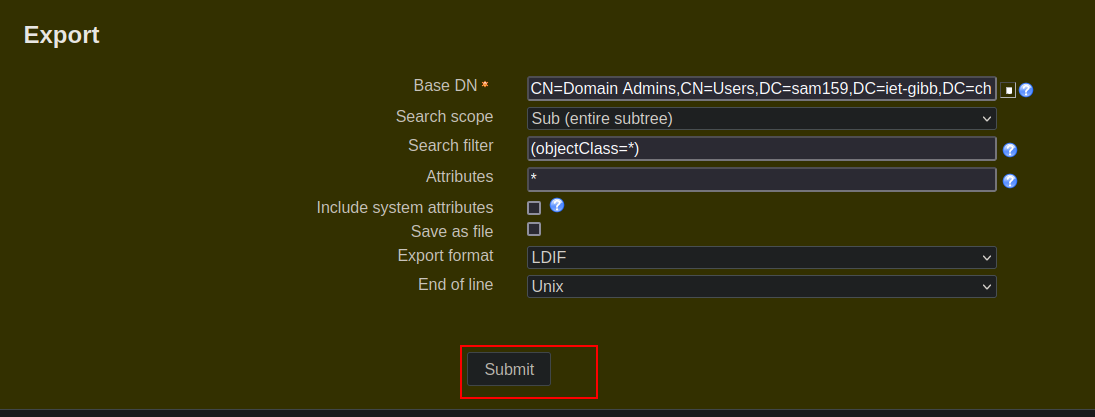 Export
Base DN * CN=Domain Admins,CN=Users,DC=sam159,DC=iet-gibb,DC=ch
Search scope Sub (entire subtree)
Search filter (objectClass=*)
Attributes *
Include system attributes
Save as file
Export format LDIF
End of line Unix
Submit